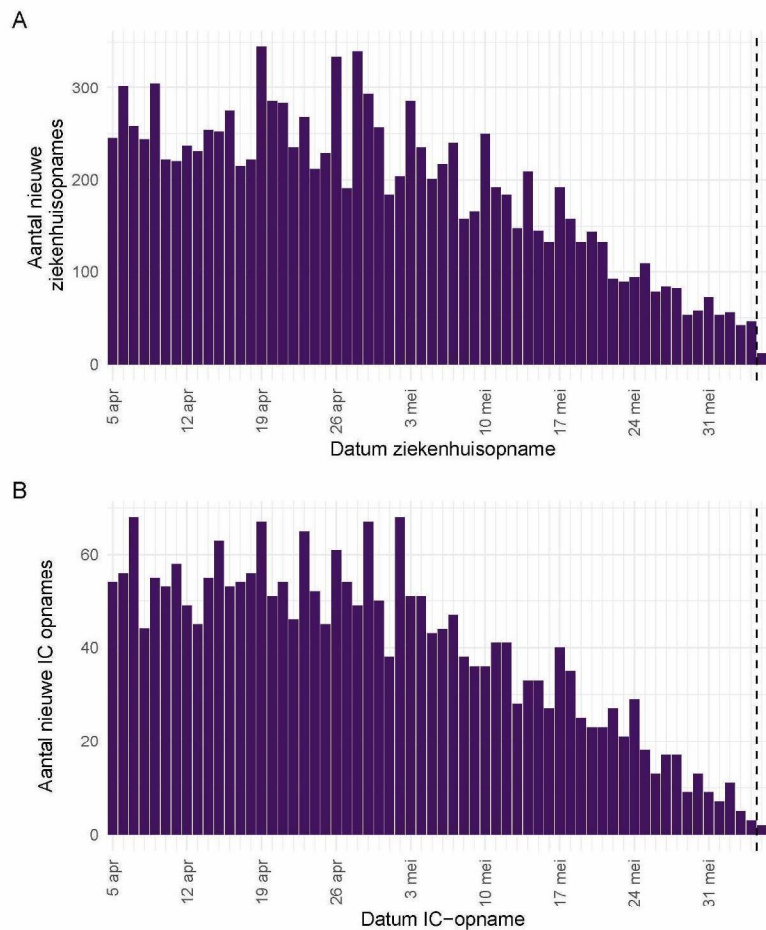 A
Aantal nieuwe
ziekenhuisopnames
300
200
100
0
5 apr
12 apr
19 apr
26 apr
3 mei
10 mei
17 mei
24 mei
31 mei
Datum ziekenhuisopname
B
Aantal nieuwe IC opnames
60
40
20
0
5 apr
12 apr
19 apr
26 apr
3 mei
10 mei
17 mei
24 mei
31 mei
Datum IC−opname